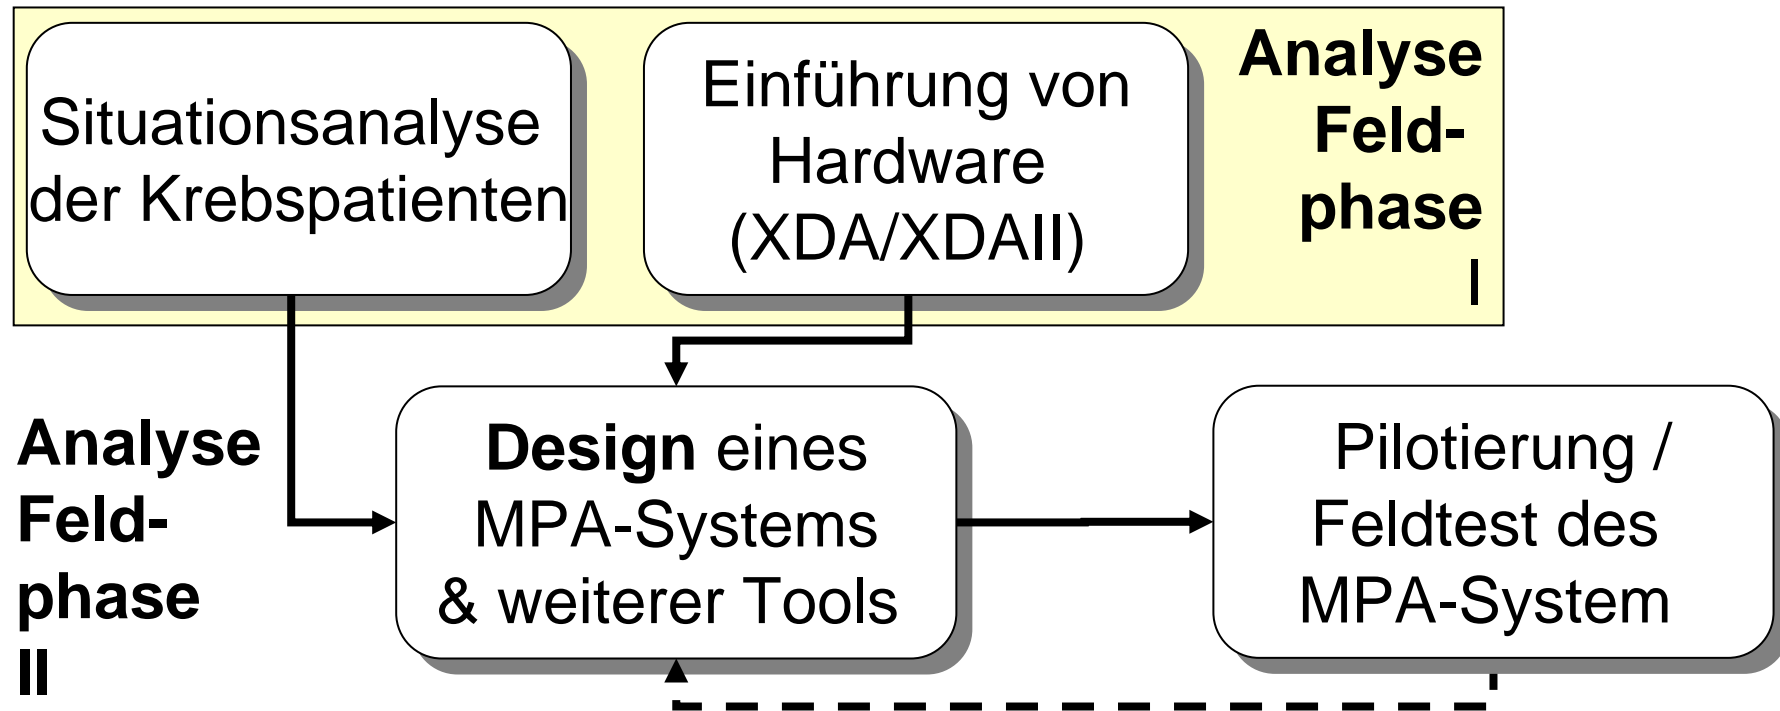 Situationsanalyse
der Krebspatienten
Einführung von
Hardware
(XDA/XDAII)
Analyse
Feld-
phase
I
Analyse
Feld-
phase
II
Design eines
MPA-Systems
& weiterer Tools
Pilotierung /
Feldtest des
MPA-System